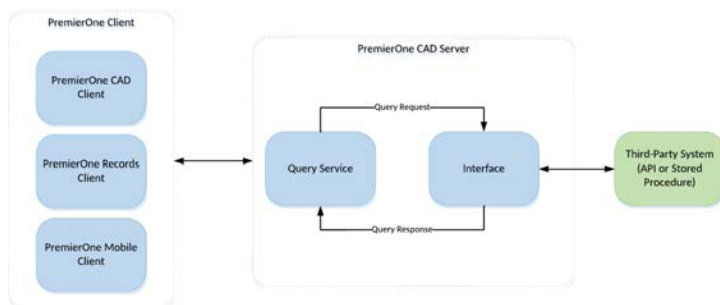 PremierOne Client
PremierOne CAD
Client
PremierOne Records
Client
PremierOne Mobile
Client
PremierOne CAD Server
Query Request
Query Service
Interface
Query Response
Third-Party System
(API or Stored
Procedure)